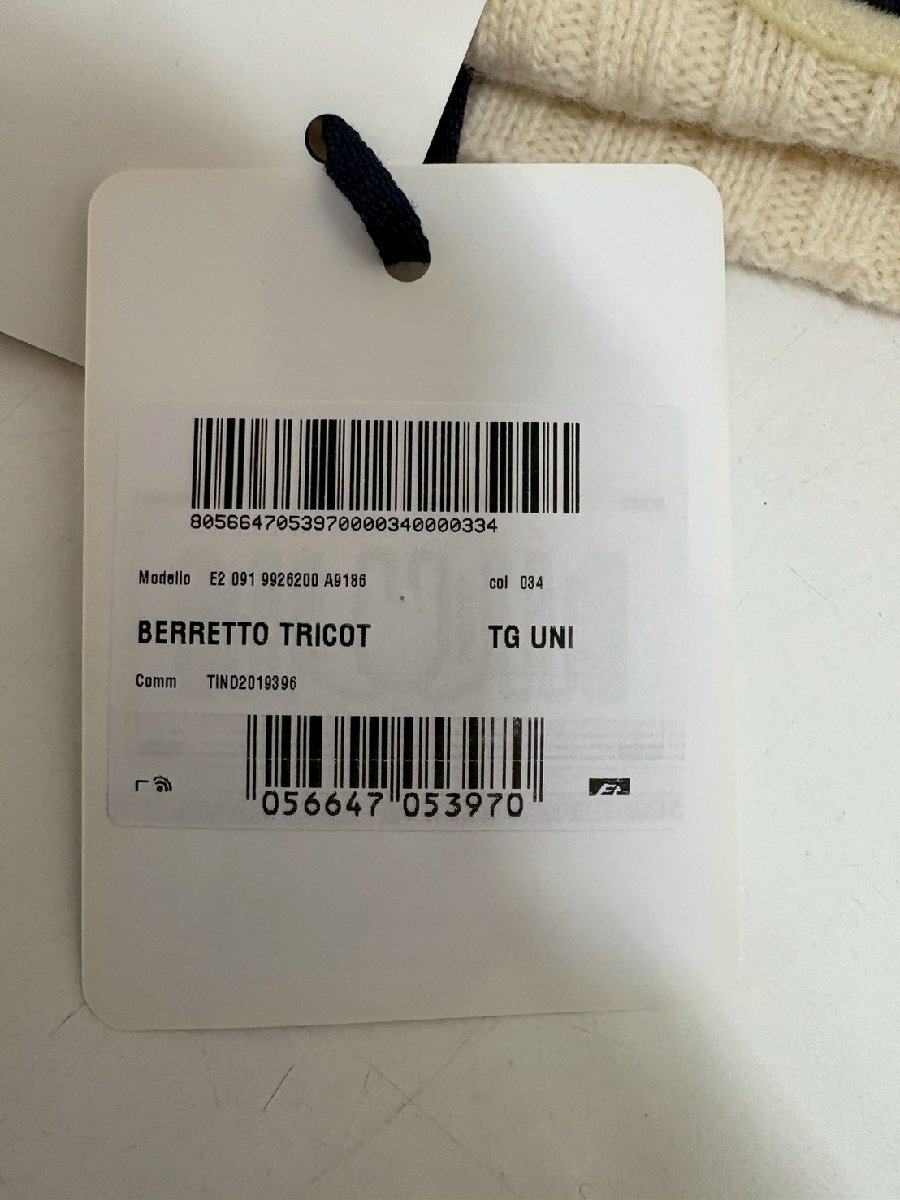 8056647053970000340000334
Modello E2 091 9926200 A9186 col 034
BERRETTO TRICOT TG UNI
Comm TIND2019396
056647 053970